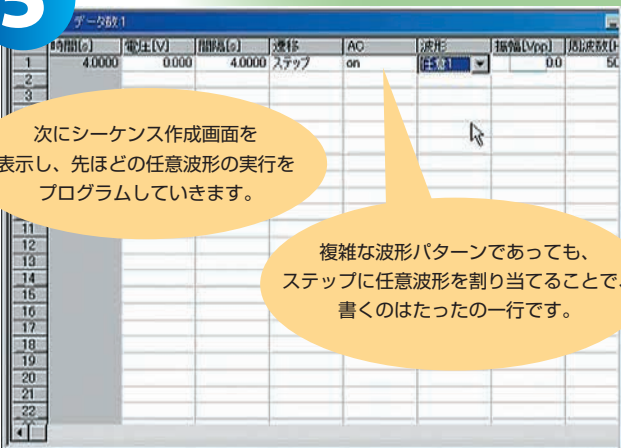 5
データ数 1
時間[s] 電圧[V] 間隔[s] 遷移 AC 波形 振幅[Vpp] 周波数[H
1 4.0000 0.000 4.0000 ステップ on 任意1 0.0 50
2
3
次にシーケンス作成画面を
表示し、先ほどの任意波形の実行を
プログラムしていきます。
11
12
13
14
15
16
17
18
19
20
21
22
複雑な波形パターンであっても、
ステップに任意波形を割り当てることで、
書くのはたったの一行です。